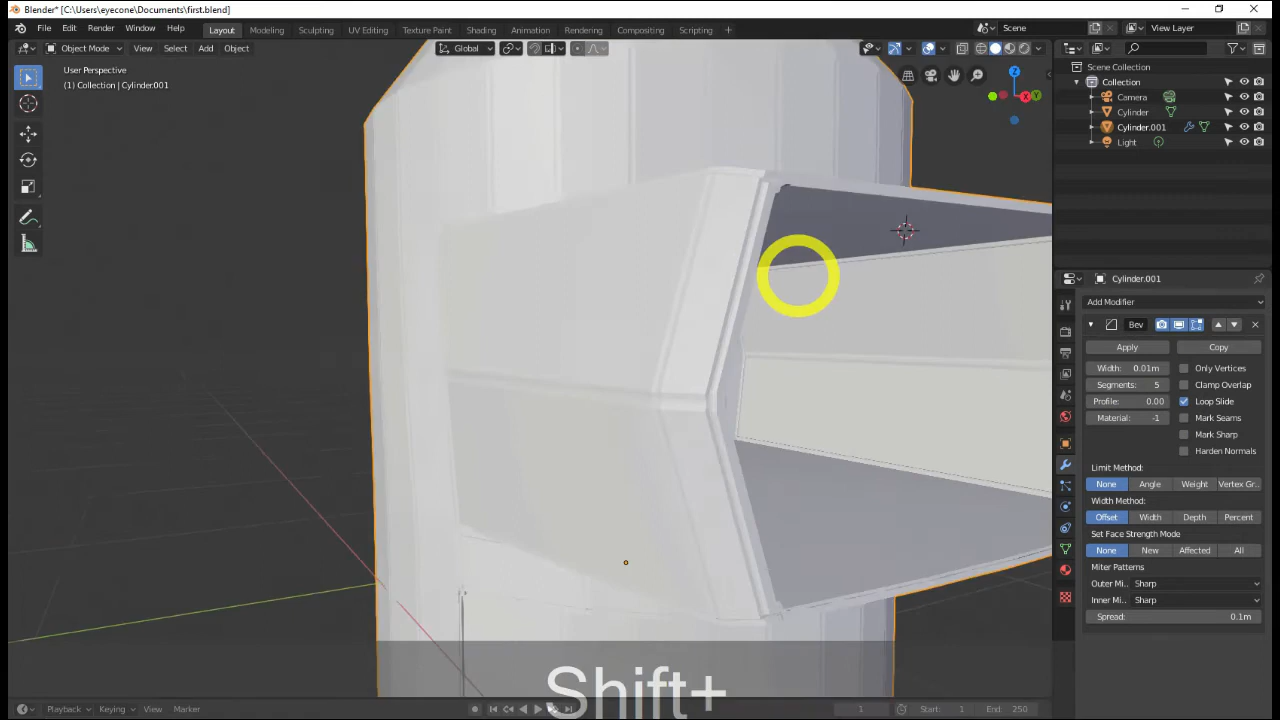 Blender* [C:\Users\eyecone\Documents\first.blend]
File Edit Render Window Help Layout Modeling Sculpting UV Editing Texture Paint Shading Animation Rendering Compositing Scripting + Scene View Layer
Object Mode View Select Add Object Global
User Perspective
(1) Collection | Cylinder.001
Scene Collection
Collection
Camera
Cylinder
Cylinder.001
Light
Cylinder.001
Add Modifier
Bev
Apply Copy
Width: 0.01m Only Vertices
Segments: 5 Clamp Overlap
Profile: 0.00 Loop Slide
Material: -1 Mark Seams
Mark Sharp
Harden Normals
Limit Method:
None Angle Weight Vertex Gr..
Width Method:
Offset Width Depth Percent
Set Face Strength Mode
None New Affected All
Miter Patterns
Outer Mi.. Sharp
Inner Mi.. Sharp
Spread: 0.1m
Shift+
Playback Keying View Marker 1 Start: 1 End: 250